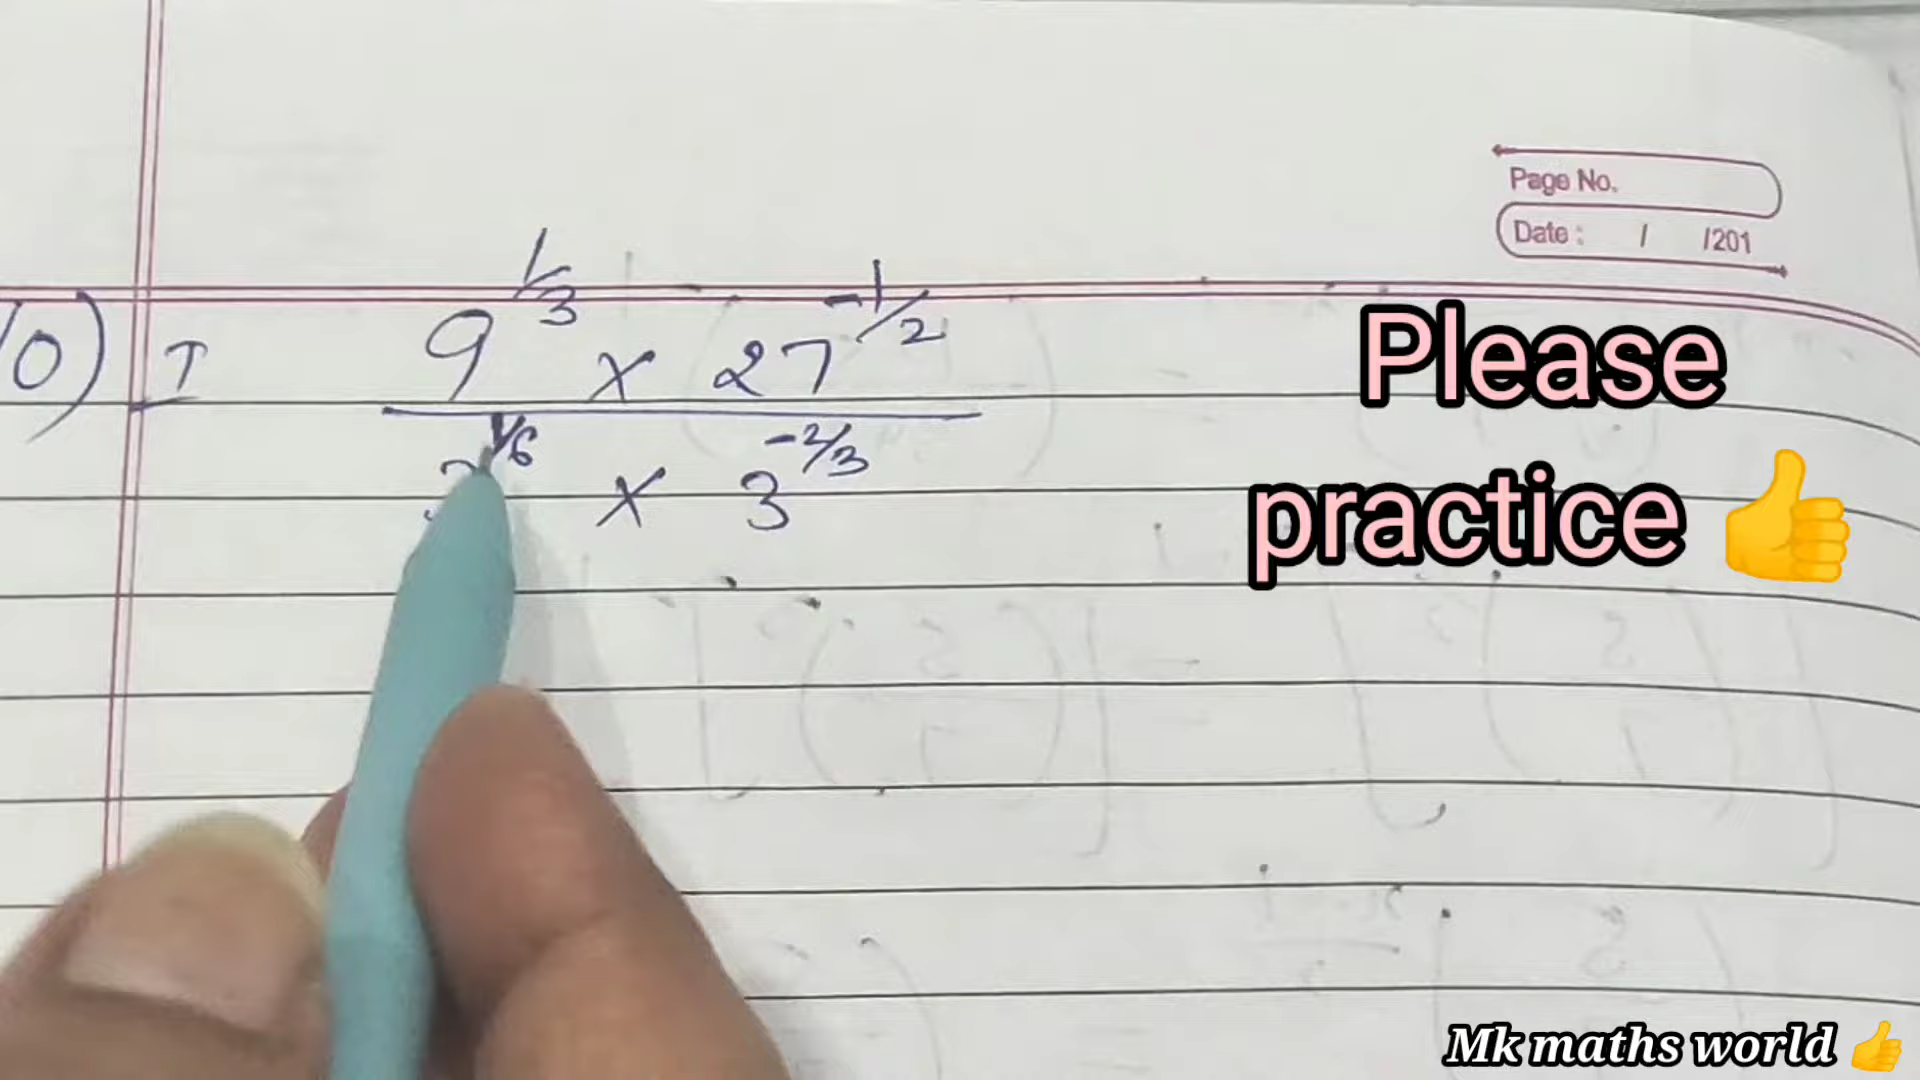 Page No.
Date : / /201
10) I 9^1/3 × 27^-1/2
3^1/6 × 3^-2/3
Please
practice 👍
Mk maths world 👍